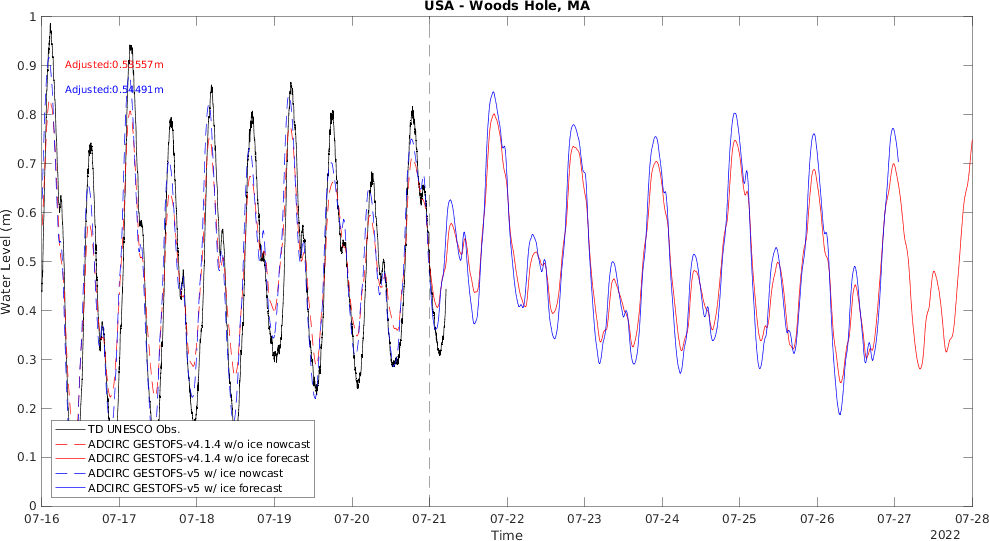 USA - Woods Hole, MA
1
0.9
0.8
0.7
0.6
0.5
0.4
0.3
0.2
0.1
0
Water Level (m)
Adjusted:0.53557m
Adjusted:0.54491m
TD UNESCO Obs.
ADCIRC GESTOFS-v4.1.4 w/o ice nowcast
ADCIRC GESTOFS-v4.1.4 w/o ice forecast
ADCIRC GESTOFS-v5 w/ ice nowcast
ADCIRC GESTOFS-v5 w/ ice forecast
07-16 07-17 07-18 07-19 07-20 07-21 07-22 07-23 07-24 07-25 07-26 07-27 07-28
Time
2022